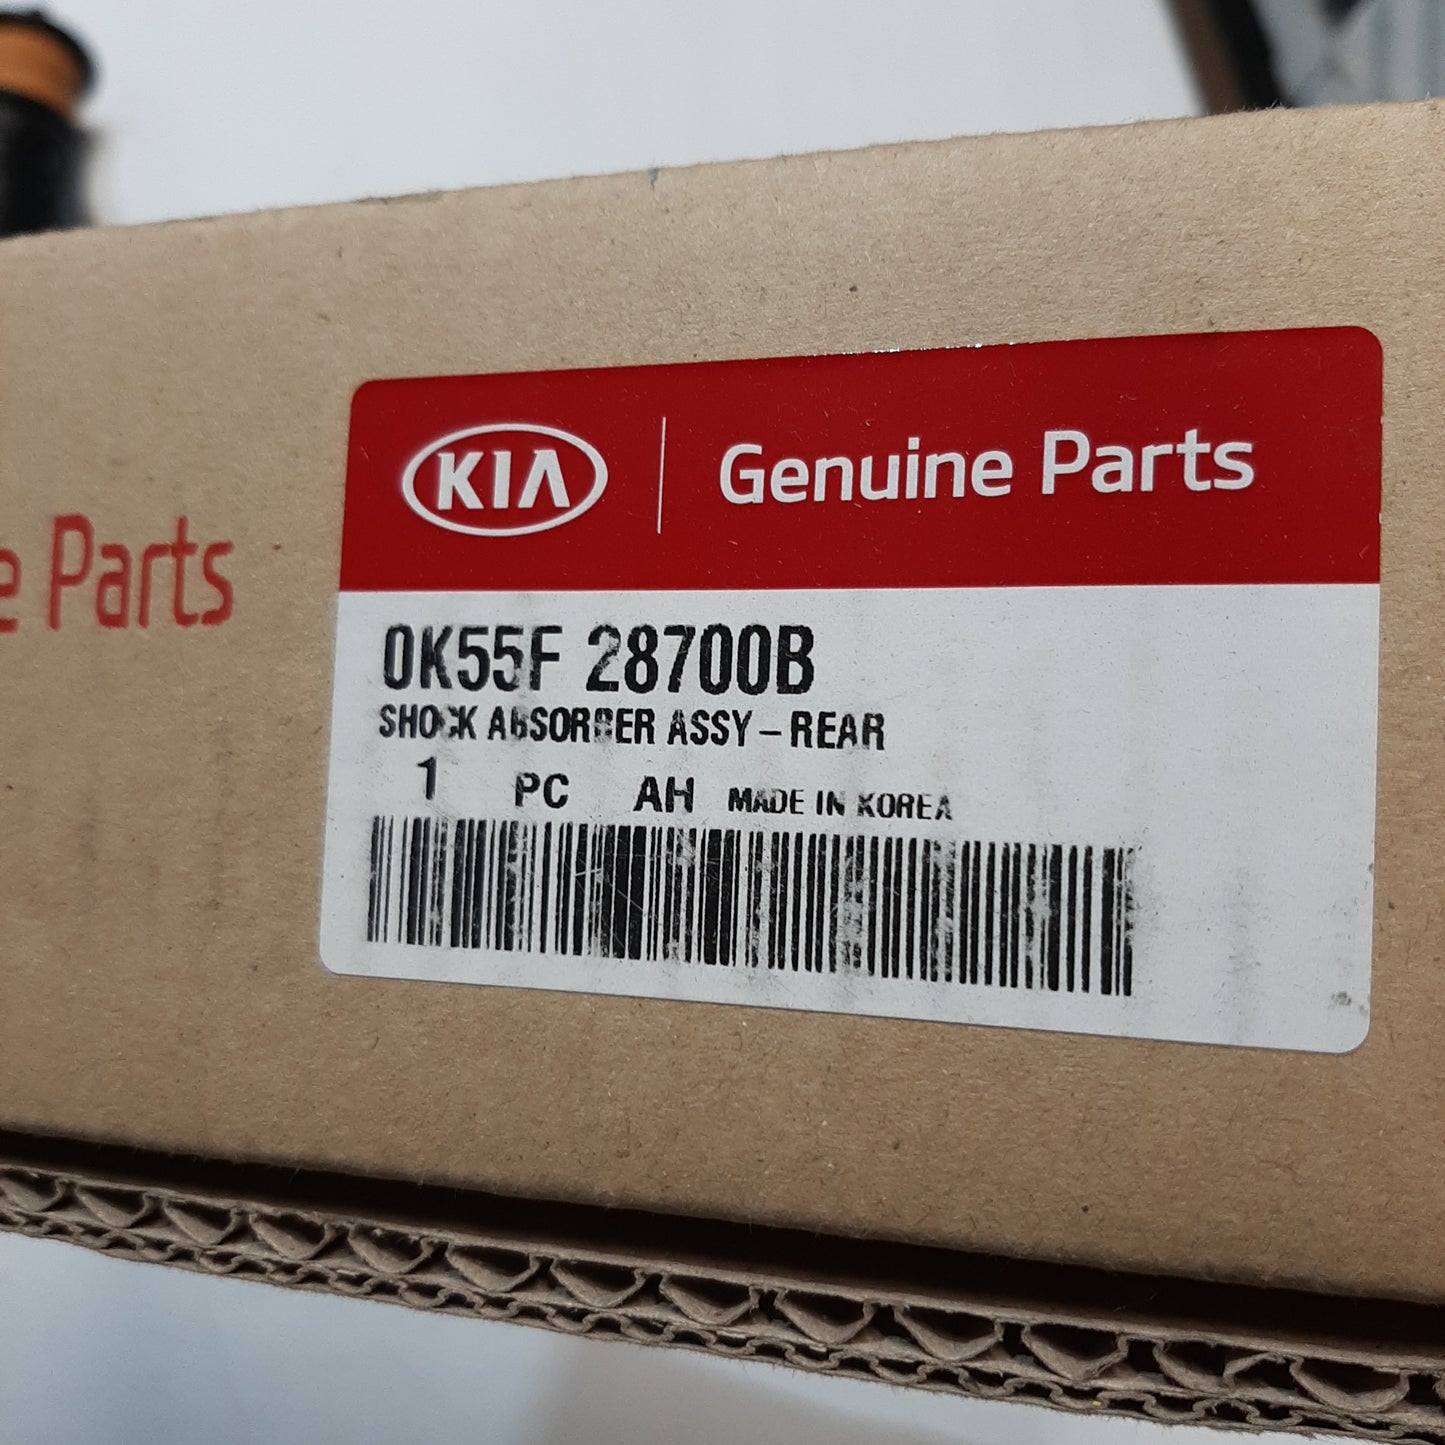 e Parts
KIA Genuine Parts
0K55F 28700B
SHOCK ABSORBER ASSY-REAR
1 PC AH MADE IN KOREA